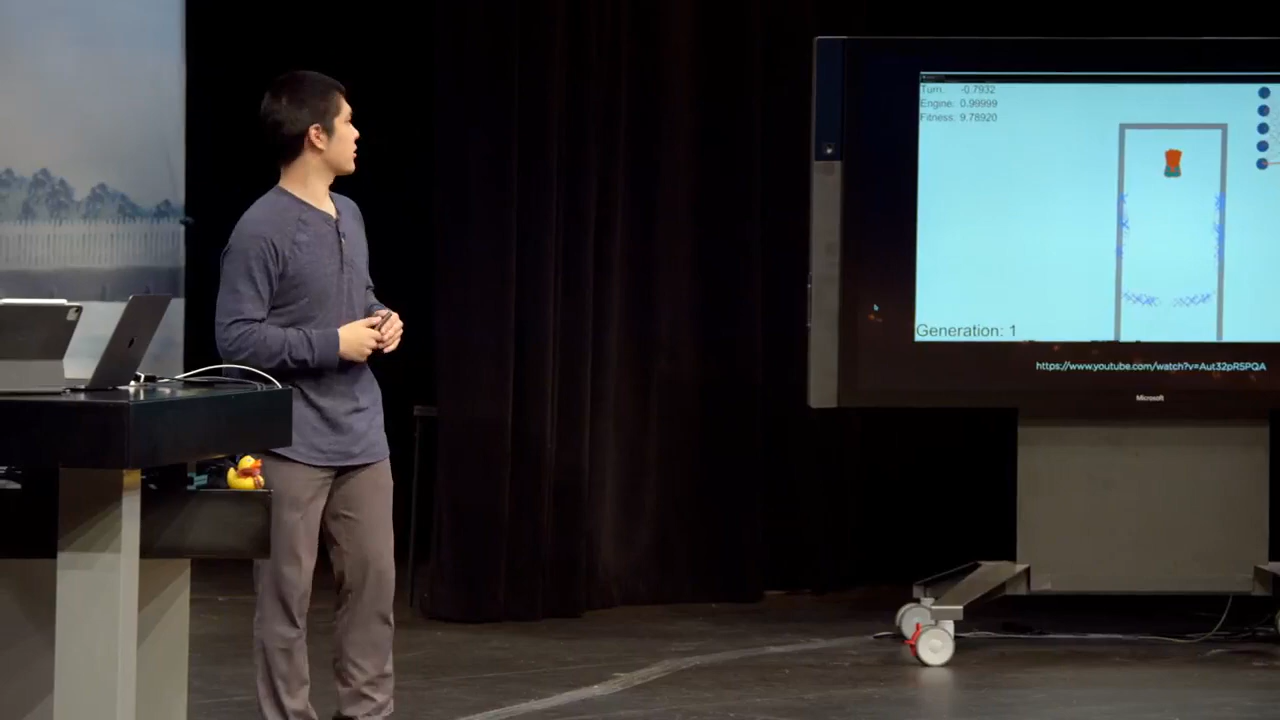 Turn: -0.7932
Engine: 0.99999
Fitness: 9.78920
Generation: 1
https://www.youtube.com/watch?v=Aut32pR5PQA
Microsoft